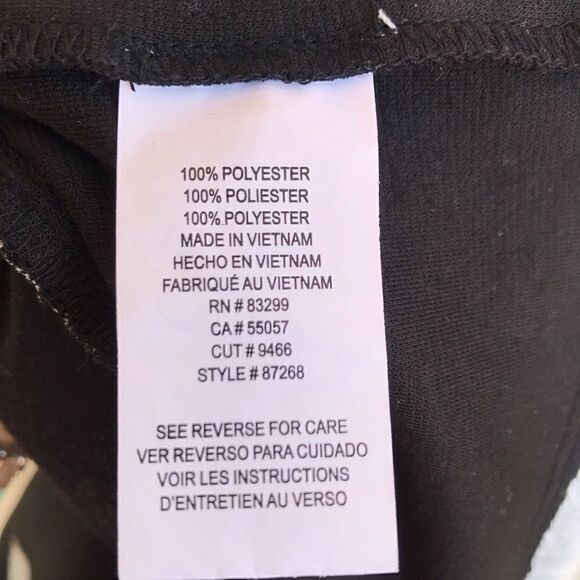 100% POLYESTER
100% POLIESTER
100% POLYESTER
MADE IN VIETNAM
HECHO EN VIETNAM
FABRIQUÉ AU VIETNAM
RN # 83299
CA # 55057
CUT # 9466
STYLE # 87268
SEE REVERSE FOR CARE
VER REVERSO PARA CUIDADO
VOIR LES INSTRUCTIONS
D'ENTRETIEN AU VERSO